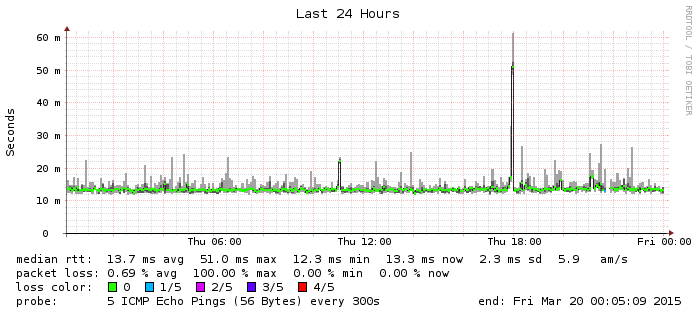 Last 24 Hours
RRDTOOL / TOBI OETIKER
Seconds
60 m
50 m
40 m
30 m
20 m
10 m
0
Thu 06:00 Thu 12:00 Thu 18:00 Fri 00:00
median rtt: 13.7 ms avg 51.0 ms max 12.3 ms min 13.3 ms now 2.3 ms sd 5.9 am/s
packet loss: 0.69 % avg 100.00 % max 0.00 % min 0.00 % now
loss color: 0 1/5 2/5 3/5 4/5
probe: 5 ICMP Echo Pings (56 Bytes) every 300s end: Fri Mar 20 00:05:09 2015